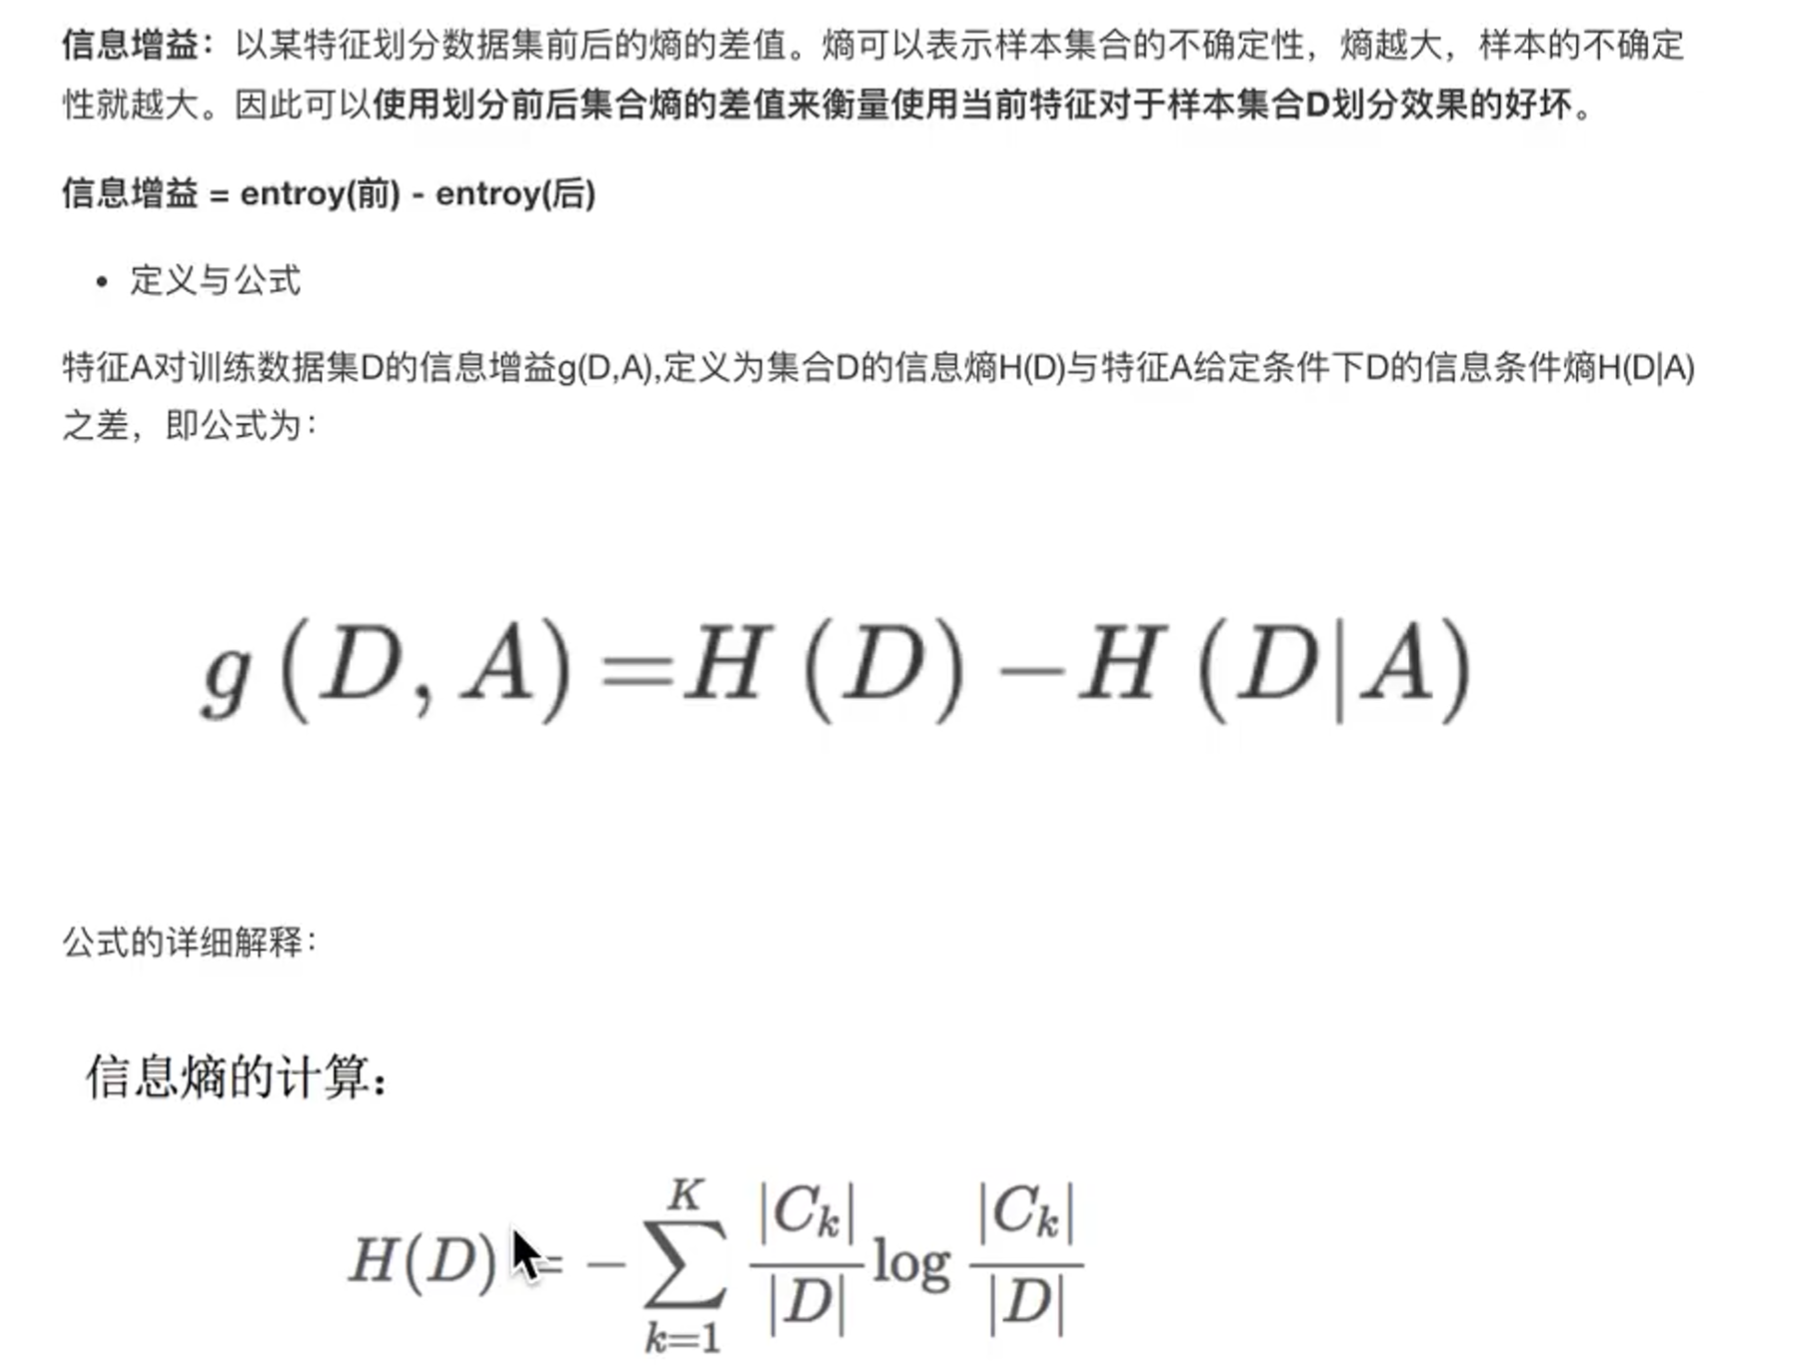 信息增益：以某特征划分数据集前后的熵的差值。熵可以表示样本集合的不确定性，熵越大，样本的不确定
性就越大。因此可以使用划分前后集合熵的差值来衡量使用当前特征对于样本集合D划分效果的好坏。
信息增益 = entroy(前) - entroy(后)
• 定义与公式
特征A对训练数据集D的信息增益g(D,A),定义为集合D的信息熵H(D)与特征A给定条件下D的信息条件熵H(D|A)
之差，即公式为：
g (D, A) =H (D) −H (D|A)
公式的详细解释：
信息熵的计算：
H(D) = − ∑_{k=1}^{K} |C_k|/|D| log |C_k|/|D|